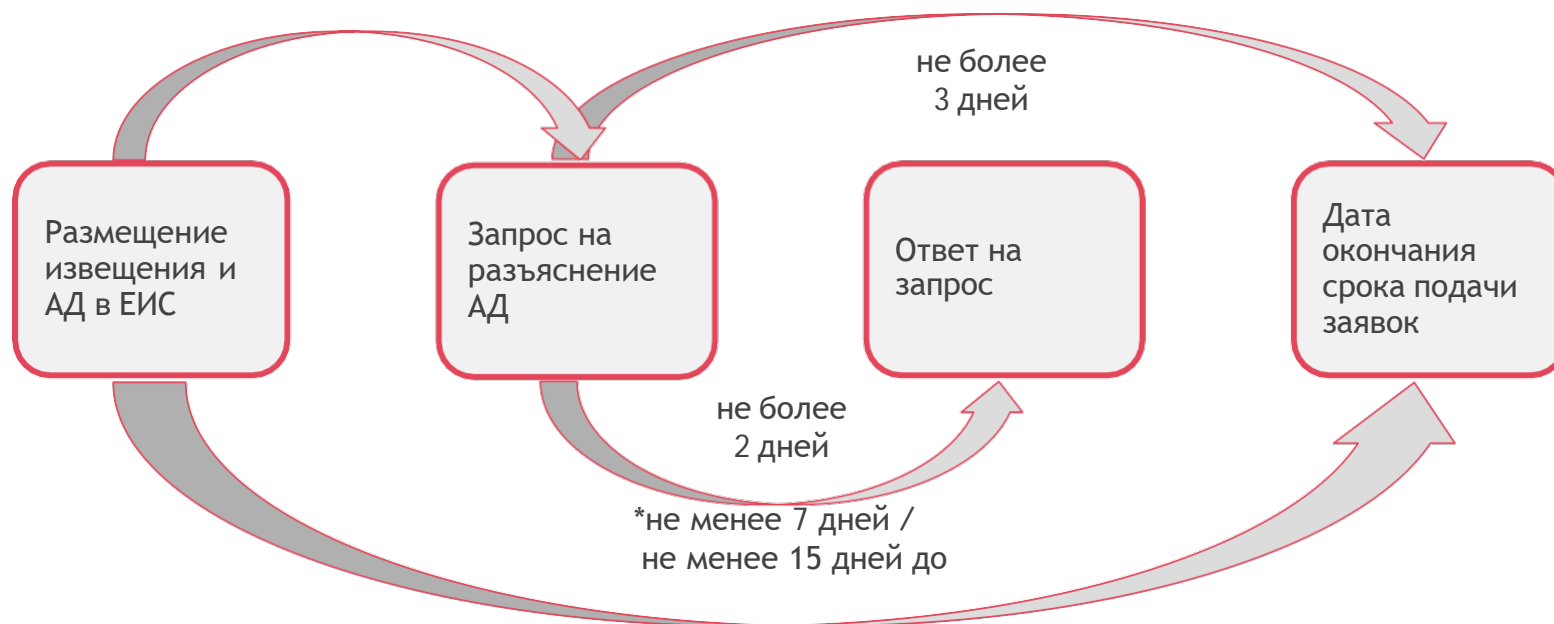 не более
3 дней
Размещение
извещения и
АД в ЕИС
Запрос на
разъяснение
АД
Ответ на
запрос
Дата
окончания
срока подачи
заявок
не более
2 дней
*не менее 7 дней /
не менее 15 дней до